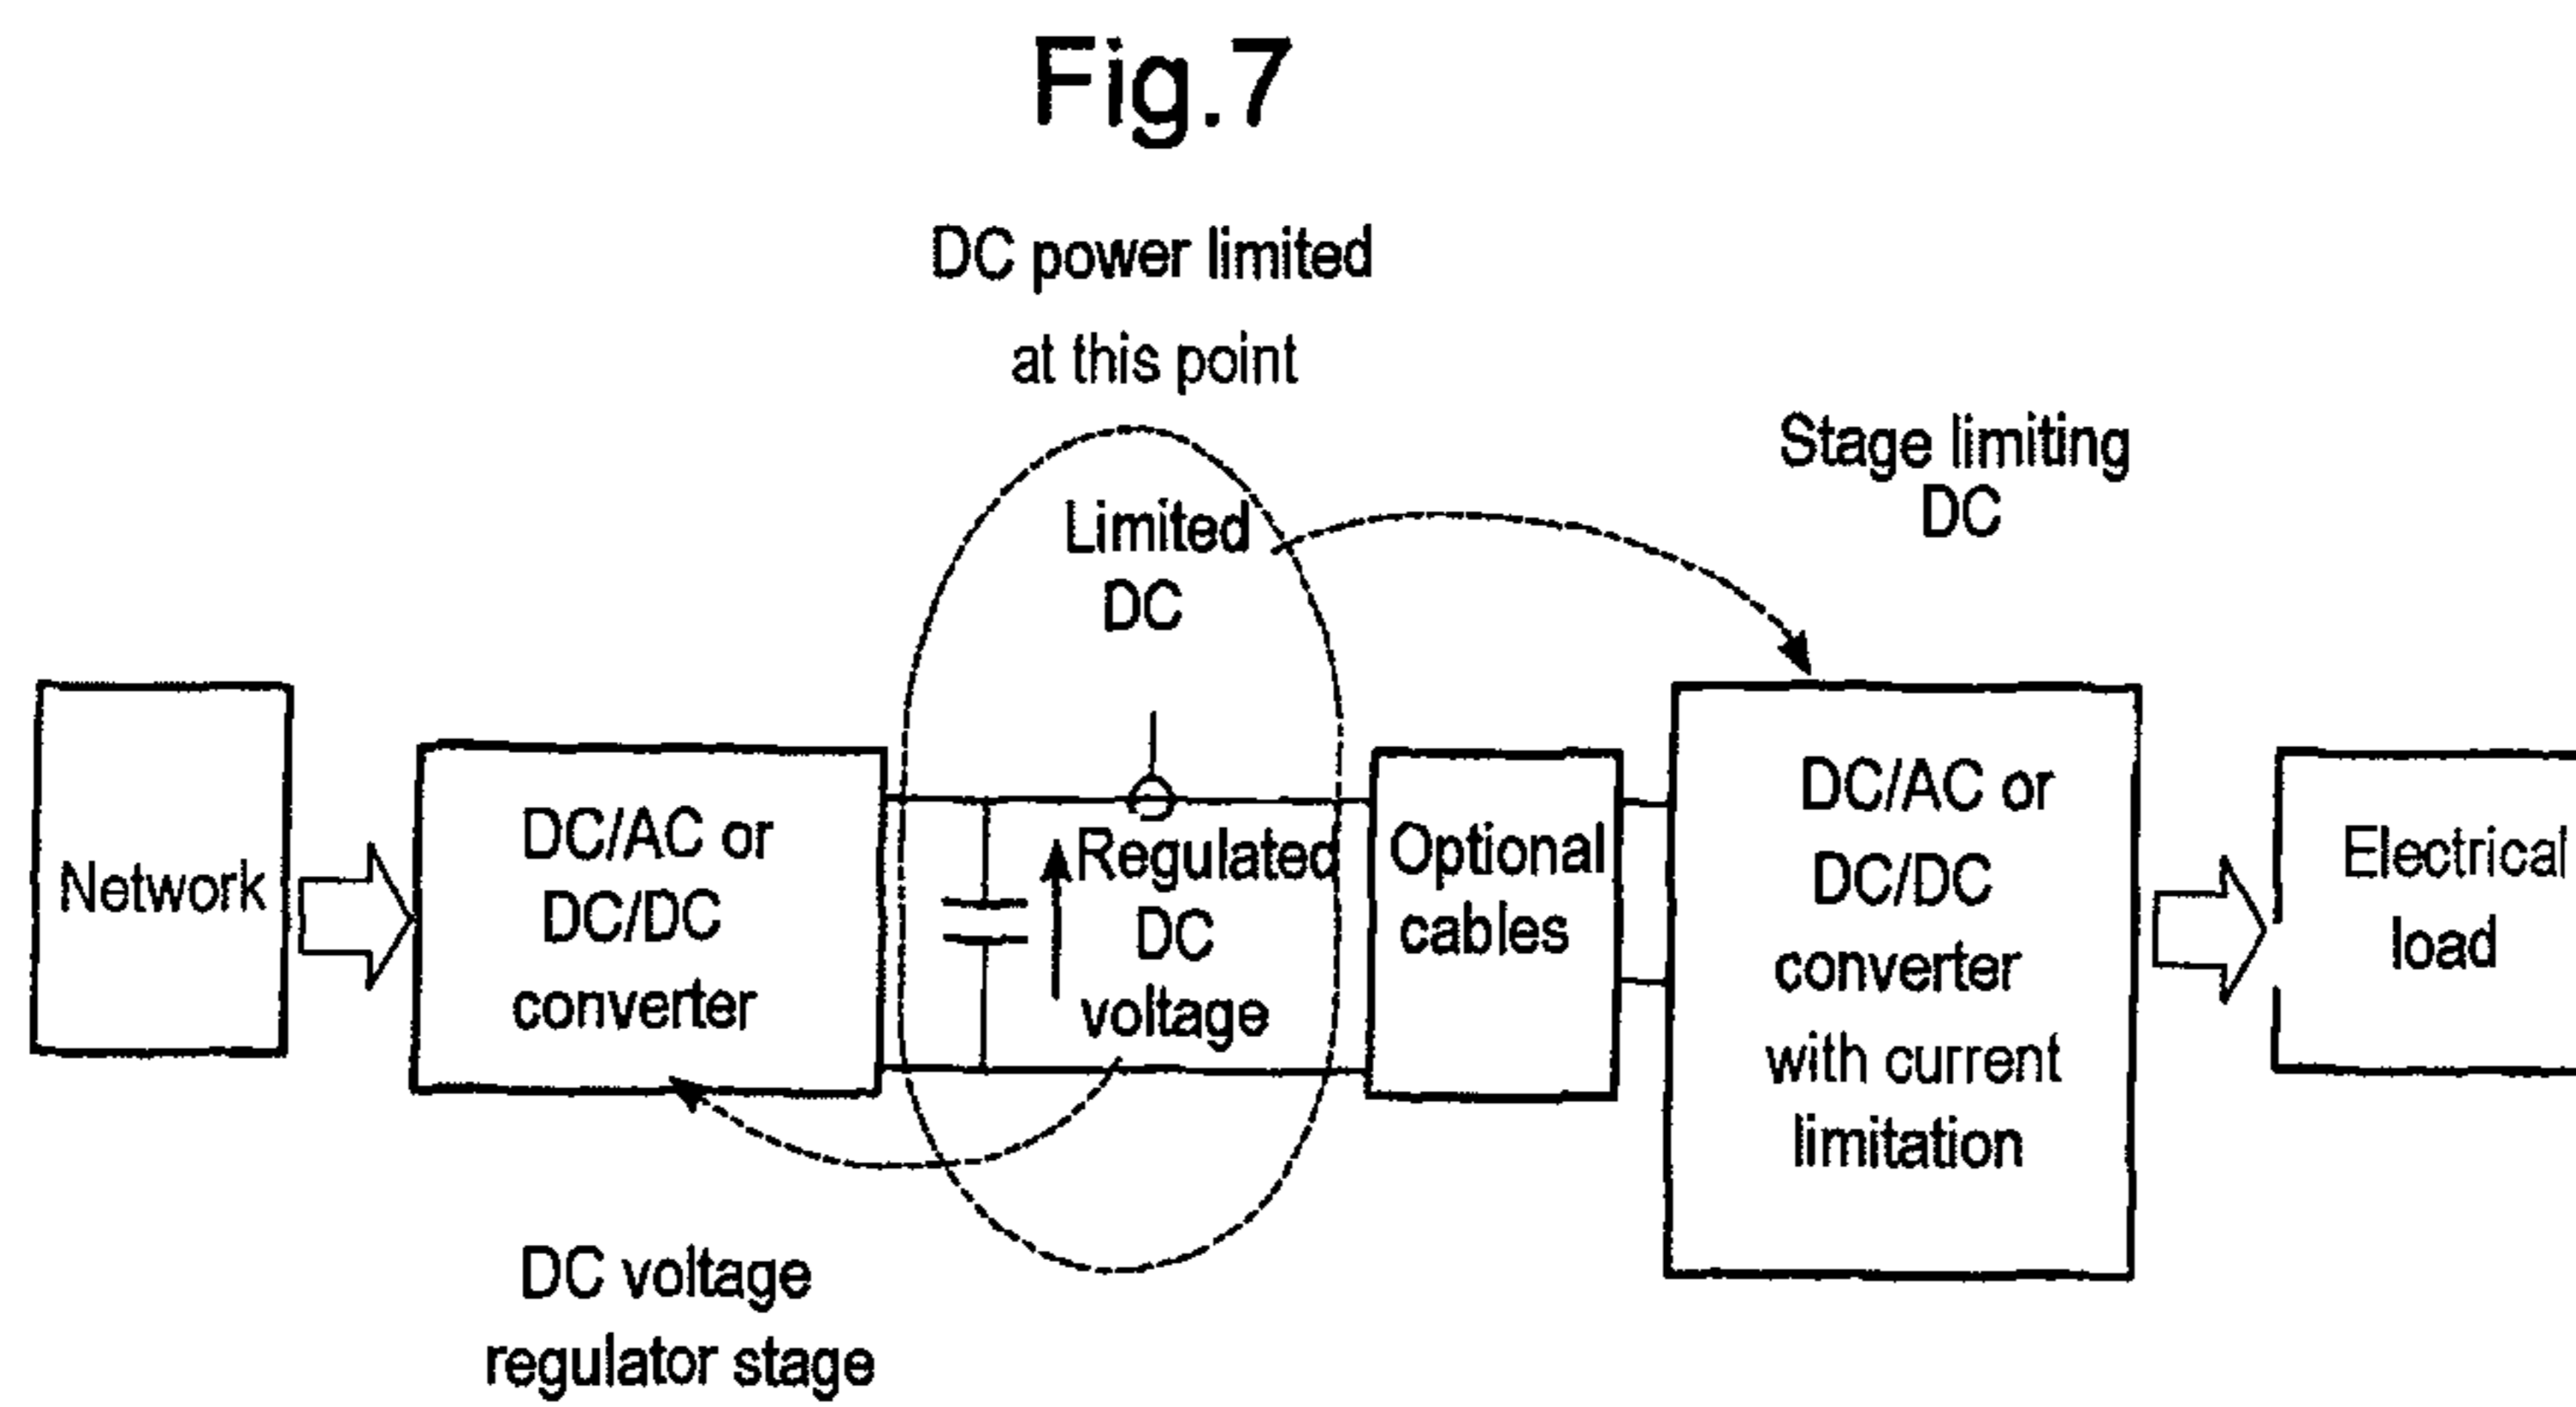 Fig.7
DC power limited
at this point
Stage limiting
DC
Limited
DC
Network
DC/AC or
DC/DC
converter
Regulated
DC
voltage
Optional
cables
DC/AC or
DC/DC
converter
with current
limitation
Electrical
load
DC voltage
regulator stage